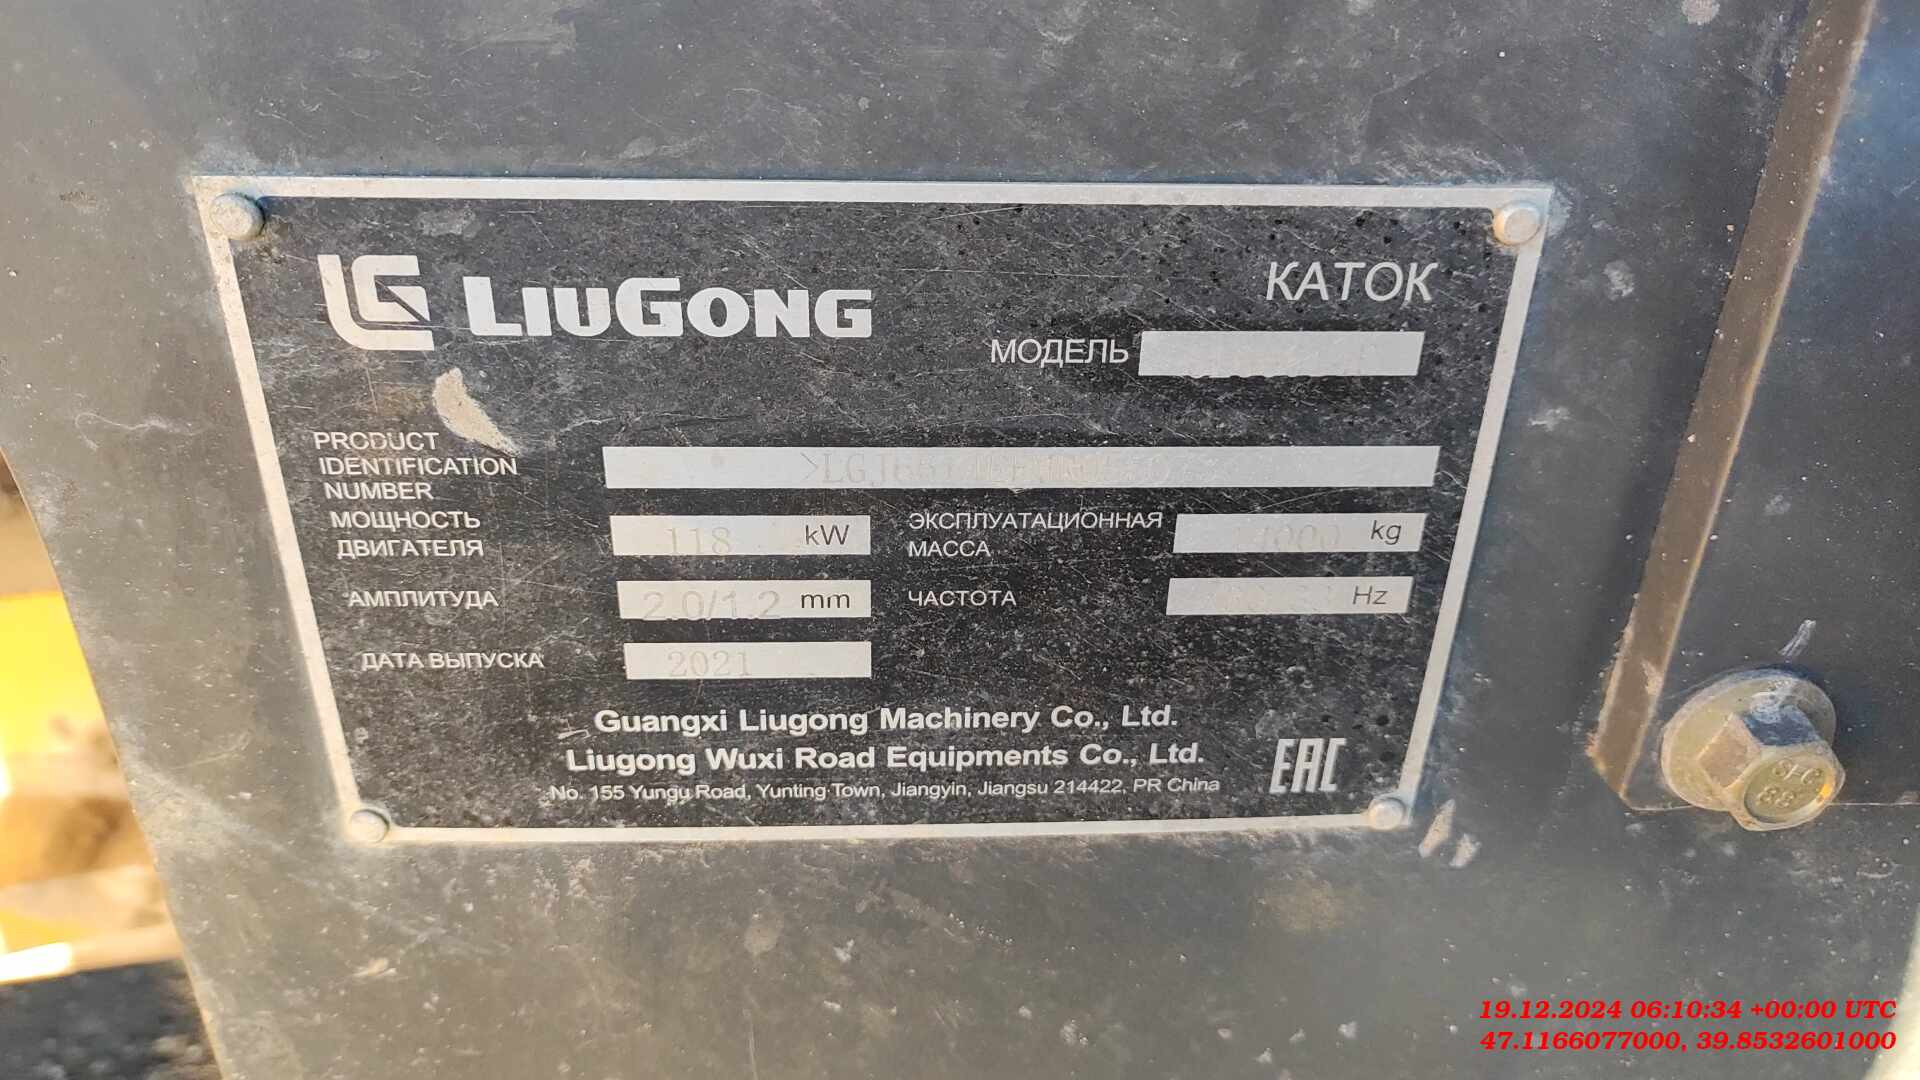 LIUGONG
КАТОК
МОДЕЛЬ
PRODUCT
IDENTIFICATION
NUMBER
МОЩНОСТЬ
ДВИГАТЕЛЯ
118 kW
ЭКСПЛУАТАЦИОННАЯ
МАССА
kg
АМПЛИТУДА 2.0/1.2 mm
ЧАСТОТА Hz
ДАТА ВЫПУСКА 2021
Guangxi Liugong Machinery Co., Ltd.
Liugong Wuxi Road Equipments Co., Ltd.
No. 155 Yungu Road, Yunting Town, Jiangyin, Jiangsu 214422, PR China
EAC
19.12.2024 06:10:34 +00:00 UTC
47.1166077000, 39.8532601000